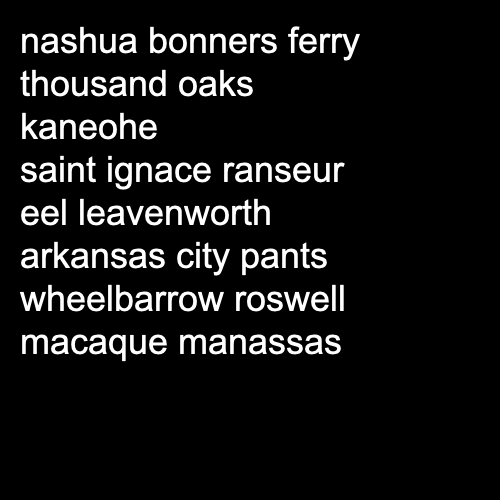 nashua bonners ferry
thousand oaks
kaneohe
saint ignace ranseur
eel leavenworth
arkansas city pants
wheelbarrow roswell
macaque manassas